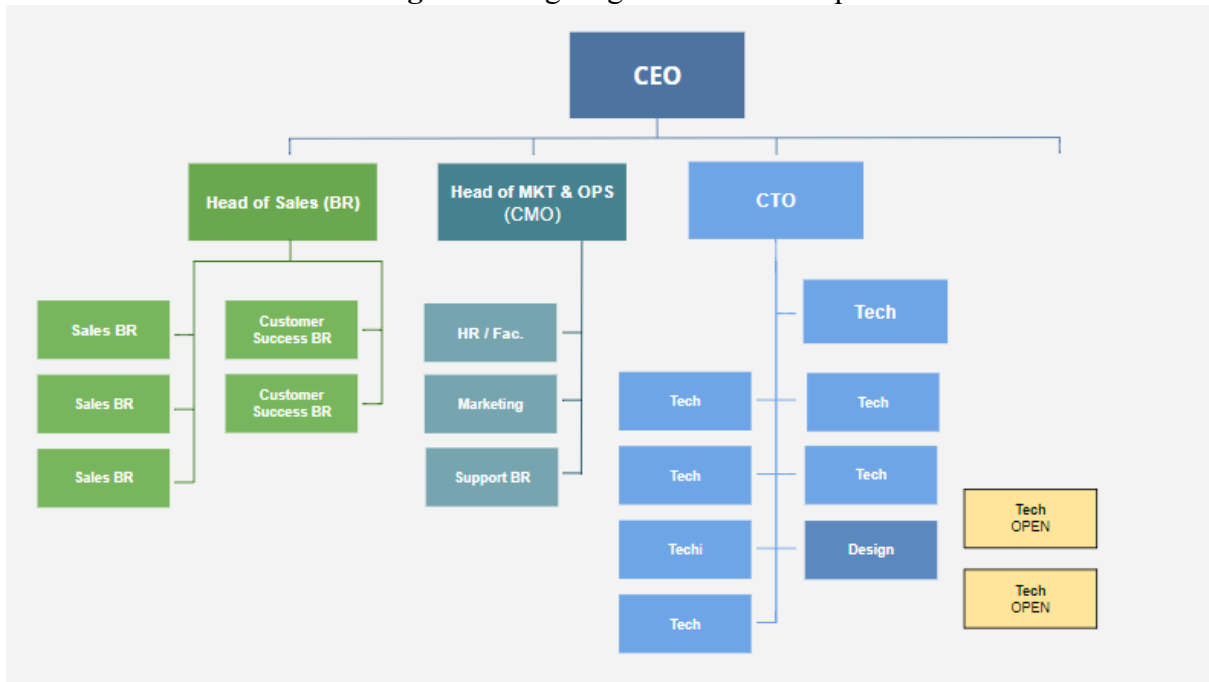 CEO
Head of Sales (BR)
Head of MKT & OPS
(CMO)
CTO
Sales BR
Sales BR
Sales BR
Customer
Success BR
Customer
Success BR
HR / Fac.
Marketing
Support BR
Tech
Tech
Tech
Tech
Tech
Techi
Design
Tech
Tech
OPEN
Tech
OPEN